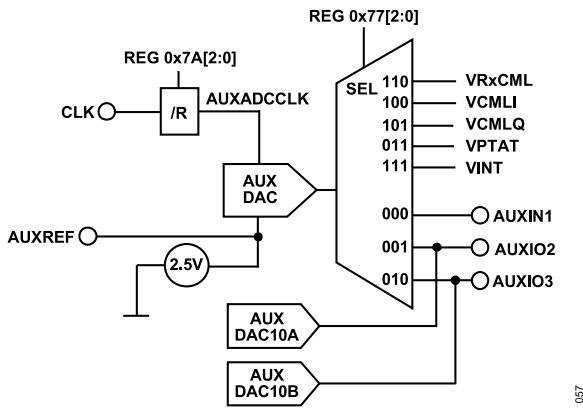 REG 0x77[2:0]
REG 0x7A[2:0]
SEL
110
VRxCML
CLK
/R
AUXADCCLK
100
VCMLI
101
VCMLQ
011
VPTAT
111
VINT
AUX
DAC
000
AUXIN1
AUXREF
001
AUXIO2
2.5V
010
AUXIO3
AUX
DAC10A
AUX
DAC10B
057